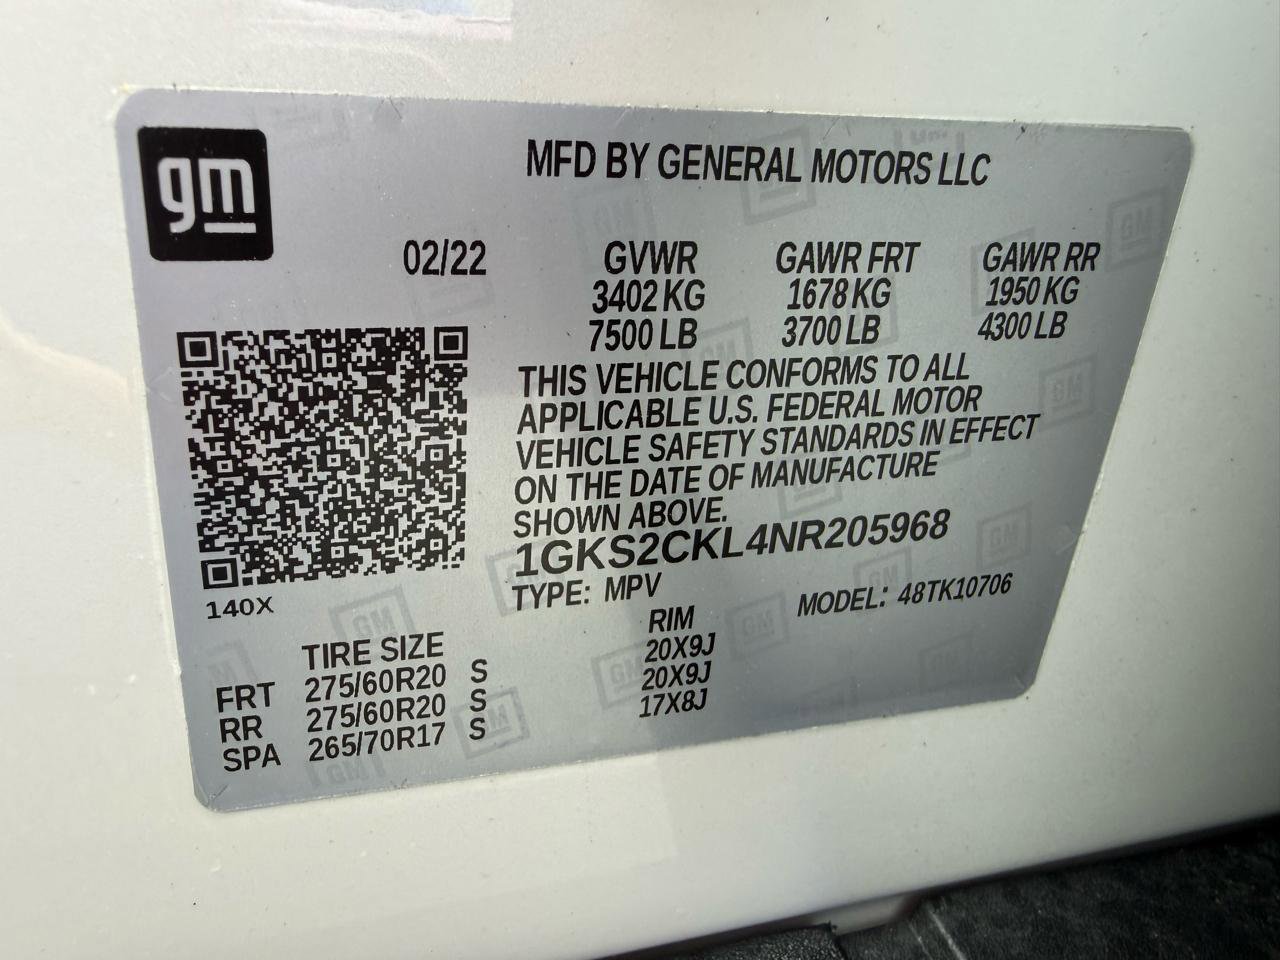 gm
MFD BY GENERAL MOTORS LLC
02/22 GVWR GAWR FRT GAWR RR
3402 KG 1678 KG 1950 KG
7500 LB 3700 LB 4300 LB
THIS VEHICLE CONFORMS TO ALL
APPLICABLE U.S. FEDERAL MOTOR
VEHICLE SAFETY STANDARDS IN EFFECT
ON THE DATE OF MANUFACTURE
SHOWN ABOVE.
1GKS2CKL4NR205968
TYPE: MPV MODEL: 48TK10706
140X
TIRE SIZE RIM
FRT 275/60R20 S 20X9J
RR 275/60R20 S 20X9J
SPA 265/70R17 S 17X8J